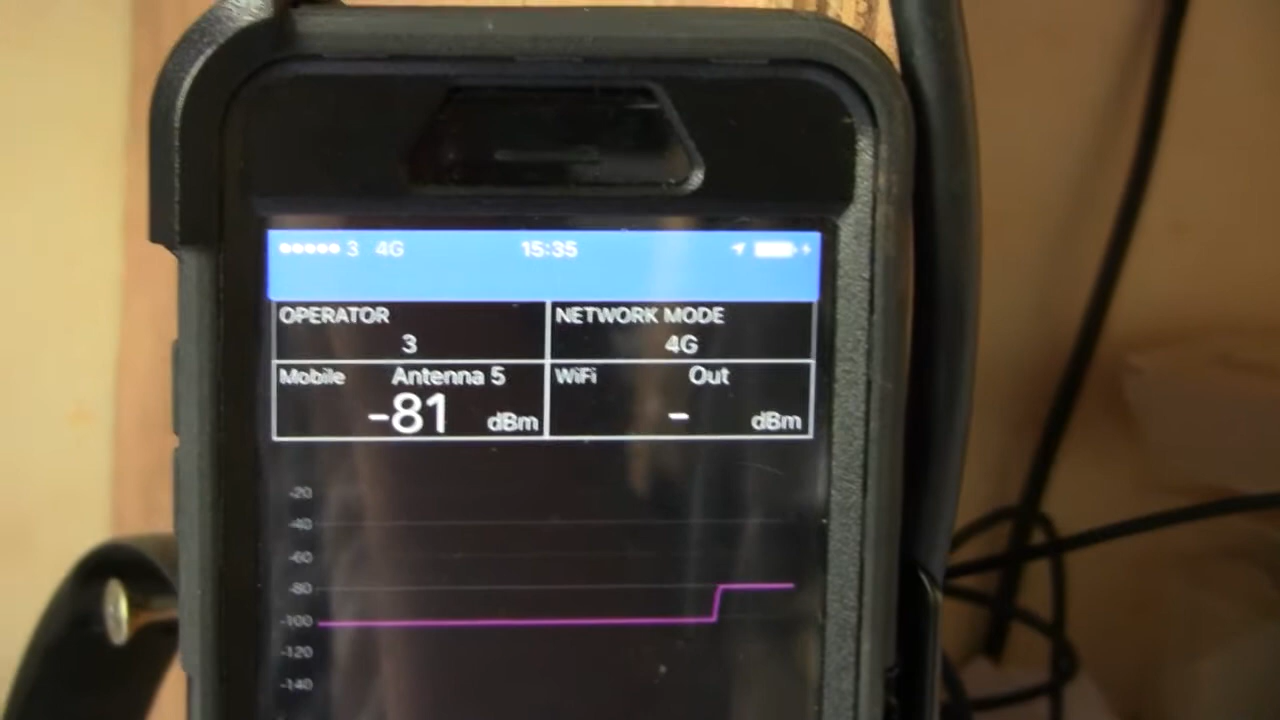 3 4G 15:35
OPERATOR NETWORK MODE
3 4G
Mobile Antenna 5 WiFi Out
-81 dBm - dBm
-20
-40
-60
-80
-100
-120
-140